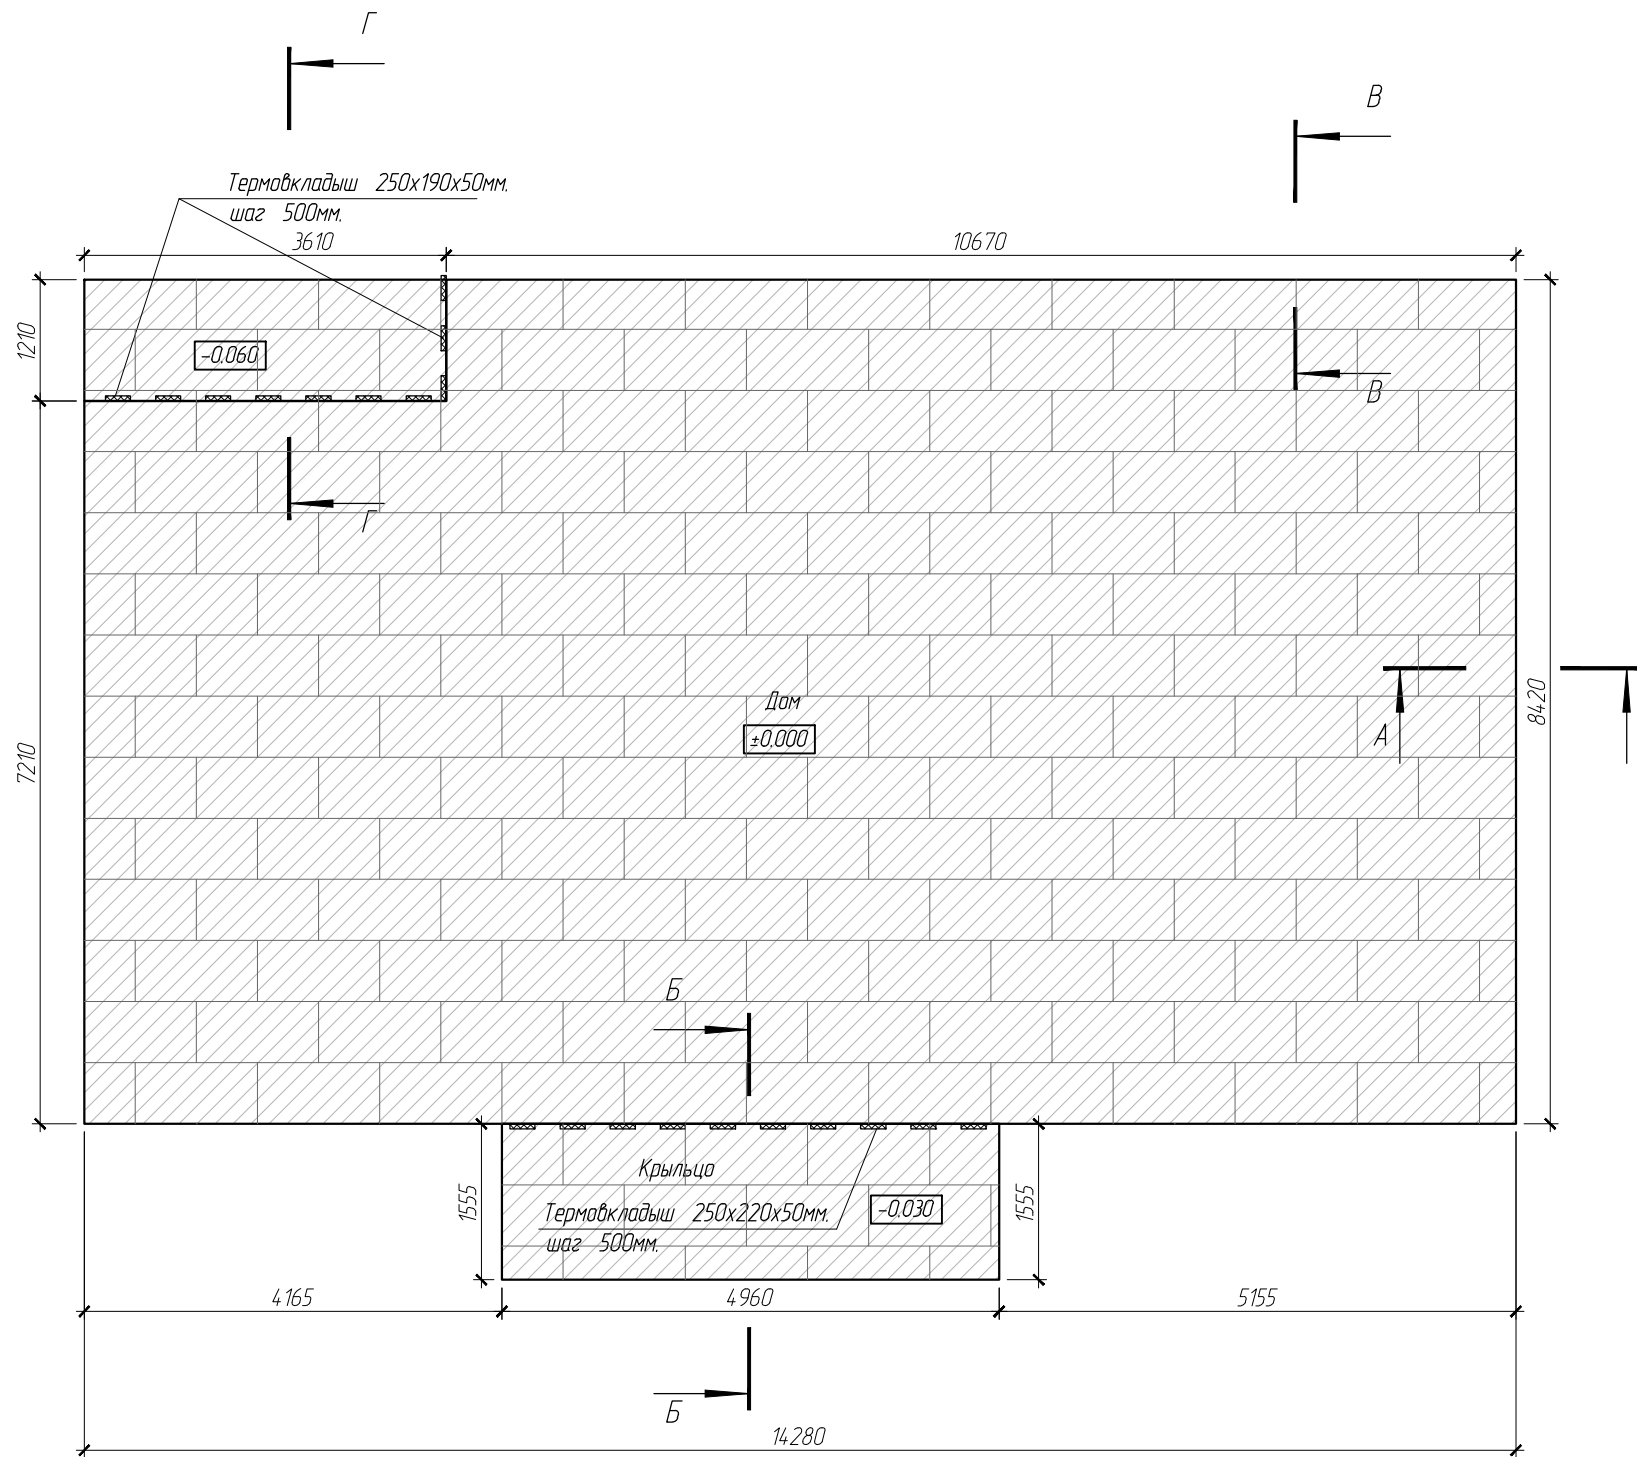 Г
В
Термовкладыш 250х190х50мм.
шаг 500мм.
3610
10670
1210
-0.060
В
Г
Дом
±0.000
А
8420
7210
Б
Крыльцо
1555
Термовкладыш 250х220х50мм.
шаг 500мм.
-0.030
1555
4165
4960
5155
Б
14280